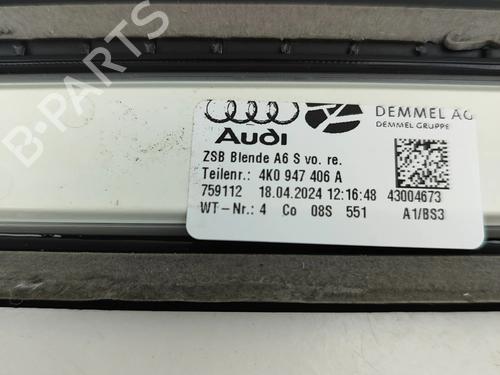 DEMMEL AG
DEMMEL GRUPPE
Audi
ZSB Blende A6 S vo. re.
Teilenr.: 4K0 947 406 A
759112 18.04.2024 12:16:48 43004673
WT-Nr.: 4 Co 08S 551 A1/BS3
B-PARTS